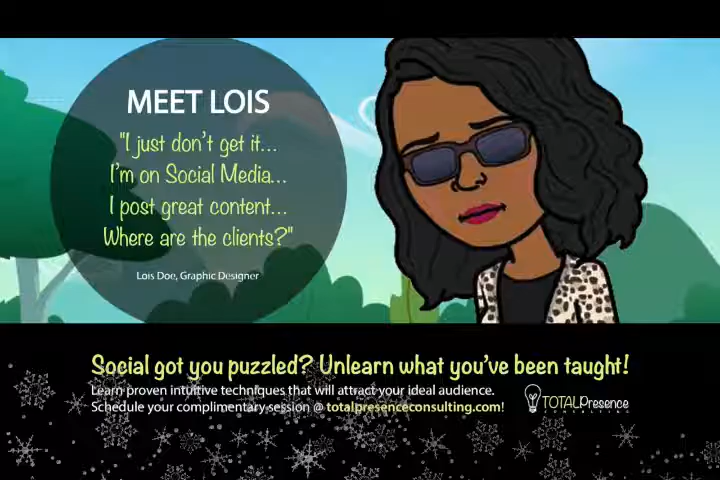 MEET LOIS
"I just don't get it...
I'm on Social Media...
I post great content...
Where are the clients?"
Lois Doe, Graphic Designer
Social got you puzzled? Unlearn what you've been taught!
Learn proven intuitive techniques that will attract your ideal audience.
Schedule your complimentary session @ totalpresenceconsulting.com!
TOTALPresence
CONSULTING